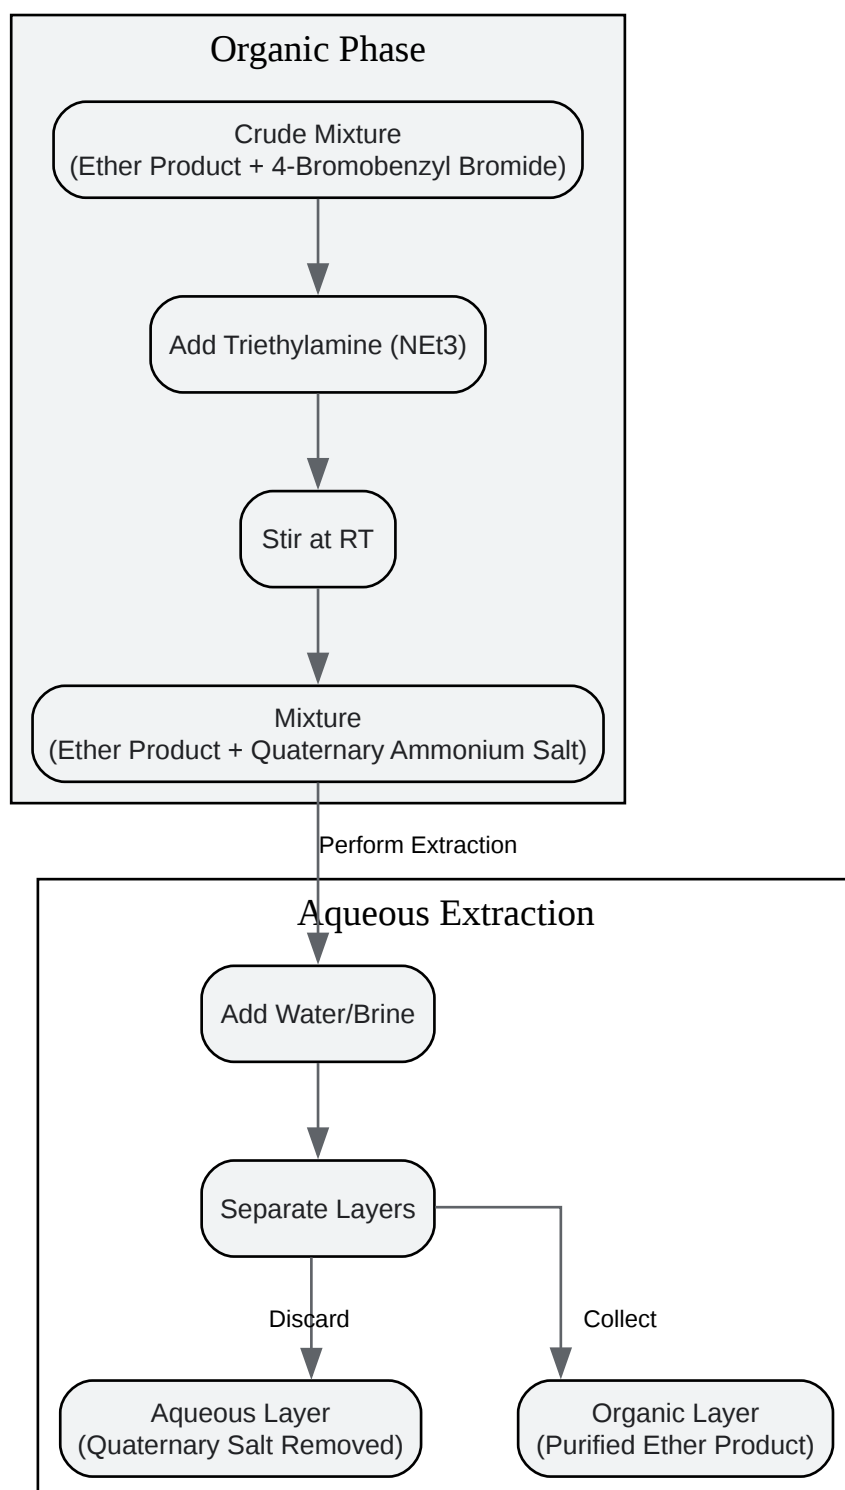 Organic Phase
Crude Mixture
(Ether Product + 4-Bromobenzyl Bromide)
Add Triethylamine (NEt3)
Stir at RT
Mixture
(Ether Product + Quaternary Ammonium Salt)
Perform Extraction
Aqueous Extraction
Add Water/Brine
Separate Layers
Discard
Collect
Aqueous Layer
(Quaternary Salt Removed)
Organic Layer
(Purified Ether Product)